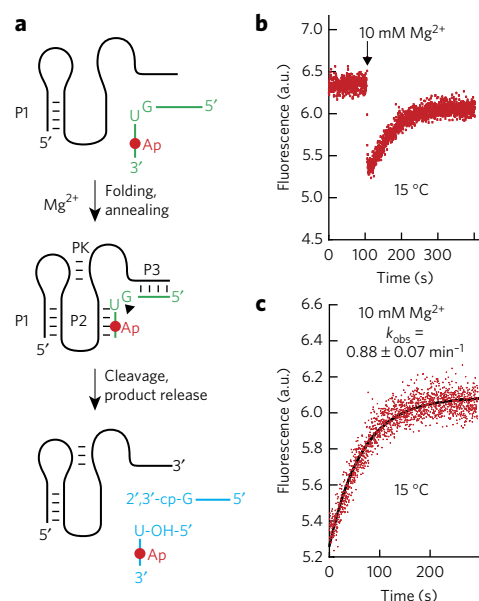 a
P1
5′
U
G
5′
Ap
3′
Mg2+
Folding,
annealing
PK
P3
U
G
5′
P1
P2
Ap
5′
Cleavage,
product release
3′
5′
2′,3′-cp-G
5′
U-OH-5′
Ap
3′
b
10 mM Mg2+
7.0
6.5
6.0
5.5
5.0
4.5
Fluorescence (a.u.)
15 °C
0
100
200
300
Time (s)
c
10 mM Mg2+
kobs =
0.88 ± 0.07 min−1
6.6
6.4
6.2
6.0
5.8
5.6
5.4
5.2
Fluorescence (a.u.)
15 °C
0
100
200
Time (s)